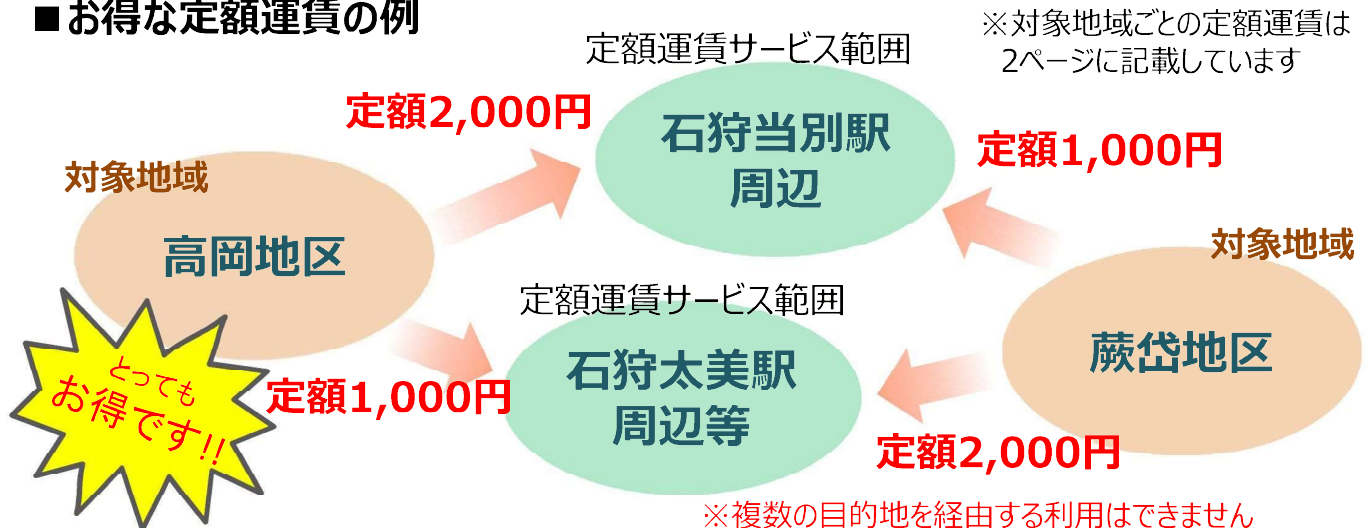 ■お得な定額運賃の例
※対象地域ごとの定額運賃は
2ページに記載しています
定額運賃サービス範囲
定額2,000円
石狩当別駅
周辺
定額1,000円
対象地域
高岡地区
対象地域
蕨岱地区
定額運賃サービス範囲
石狩太美駅
周辺等
とっても
お得です!!
定額1,000円
定額2,000円
※複数の目的地を経由する利用はできません